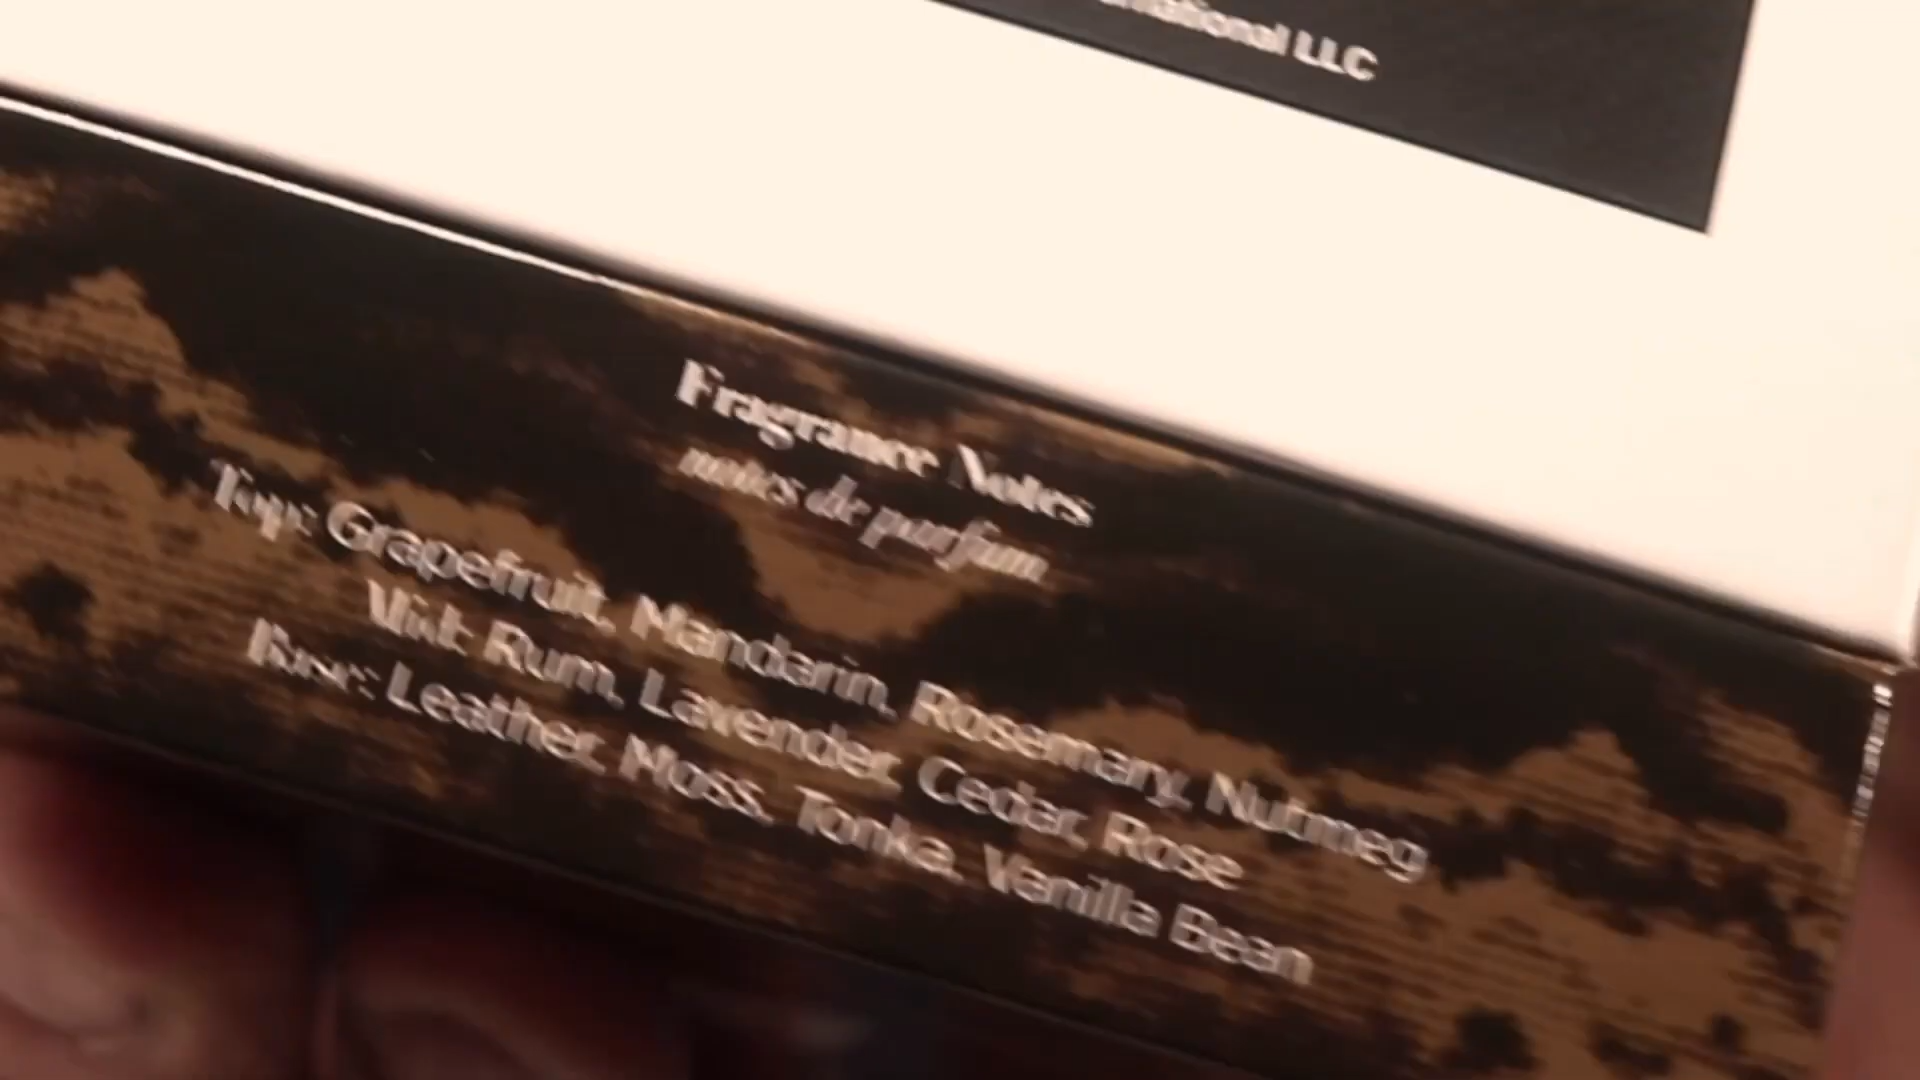 LLC
Fragrance Notes
notes de parfum
Top: Grapefruit, Mandarin, Rosemary, Nutmeg
Mid: Rum, Lavender, Cedar, Rose
Base: Leather, Moss, Tonka, Vanilla Bean